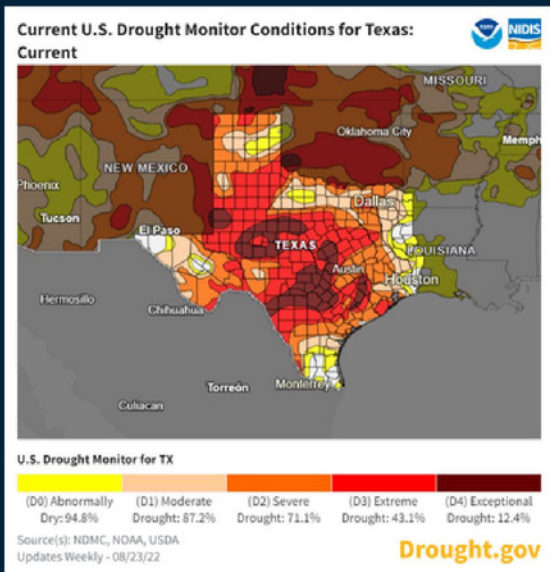 Current U.S. Drought Monitor Conditions for Texas:
Current
NOAA
NIDIS
MISSOURI
Oklahoma City
Memph
NEW MEXICO
Phoenix
Dallas
Tucson
El Paso
TEXAS
LOUISIANA
Austin
Houston
Hermosillo
Chihuahua
Monterrey
Torreón
Culiacan
U.S. Drought Monitor for TX
(D0) Abnormally
Dry: 94.8%
(D1) Moderate
Drought: 87.2%
(D2) Severe
Drought: 71.1%
(D3) Extreme
Drought: 43.1%
(D4) Exceptional
Drought: 12.4%
Source(s): NDMC, NOAA, USDA
Updates Weekly - 08/23/22
Drought.gov